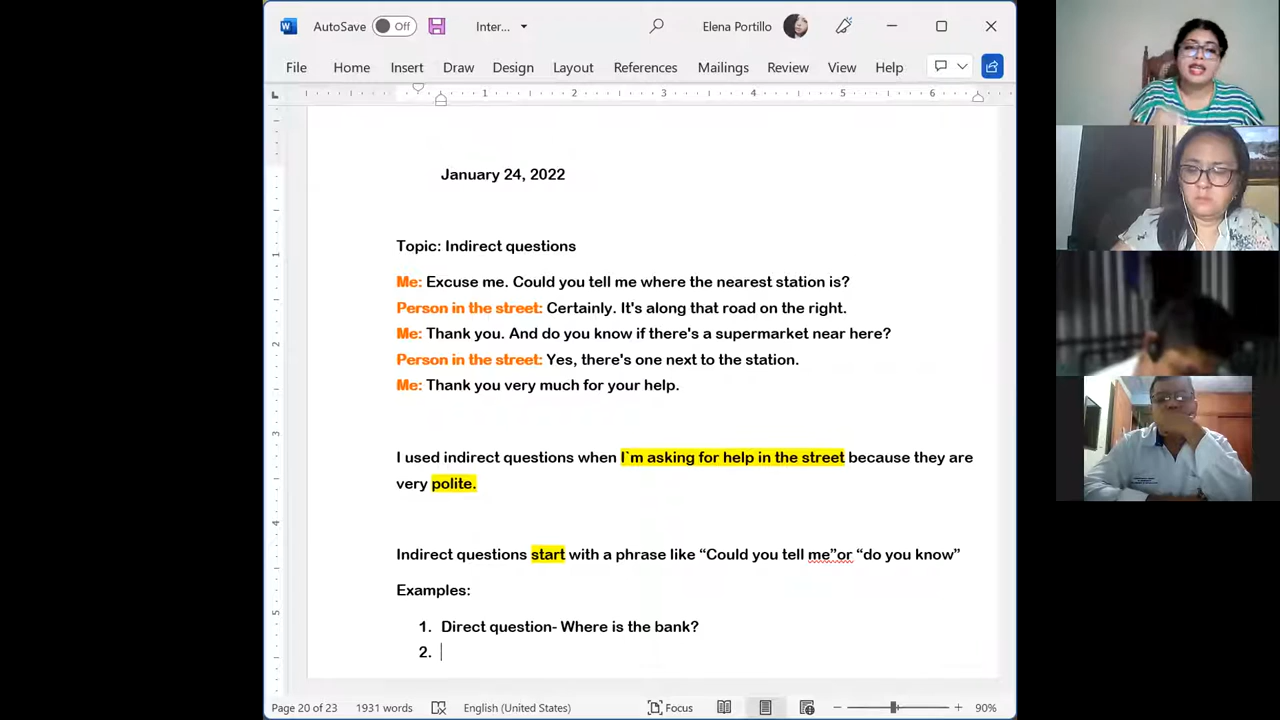 AutoSave Off Inter... Elena Portillo
File Home Insert Draw Design Layout References Mailings Review View Help
1 2 3 4 5 6
January 24, 2022
Topic: Indirect questions
Me: Excuse me. Could you tell me where the nearest station is?
Person in the street: Certainly. It's along that road on the right.
Me: Thank you. And do you know if there's a supermarket near here?
Person in the street: Yes, there's one next to the station.
Me: Thank you very much for your help.
I used indirect questions when I`m asking for help in the street because they are
very polite.
Indirect questions start with a phrase like “Could you tell me”or “do you know”
Examples:
1. Direct question- Where is the bank?
2.
Page 20 of 23 1931 words English (United States) Focus 90%